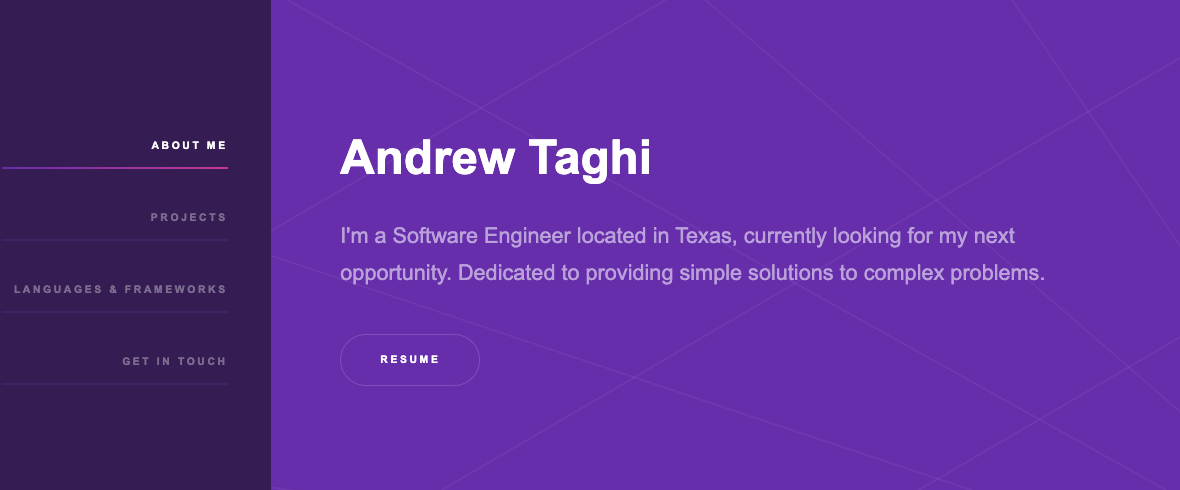 ABOUT ME
PROJECTS
LANGUAGES & FRAMEWORKS
GET IN TOUCH
Andrew Taghi
I'm a Software Engineer located in Texas, currently looking for my next
opportunity. Dedicated to providing simple solutions to complex problems.
RESUME